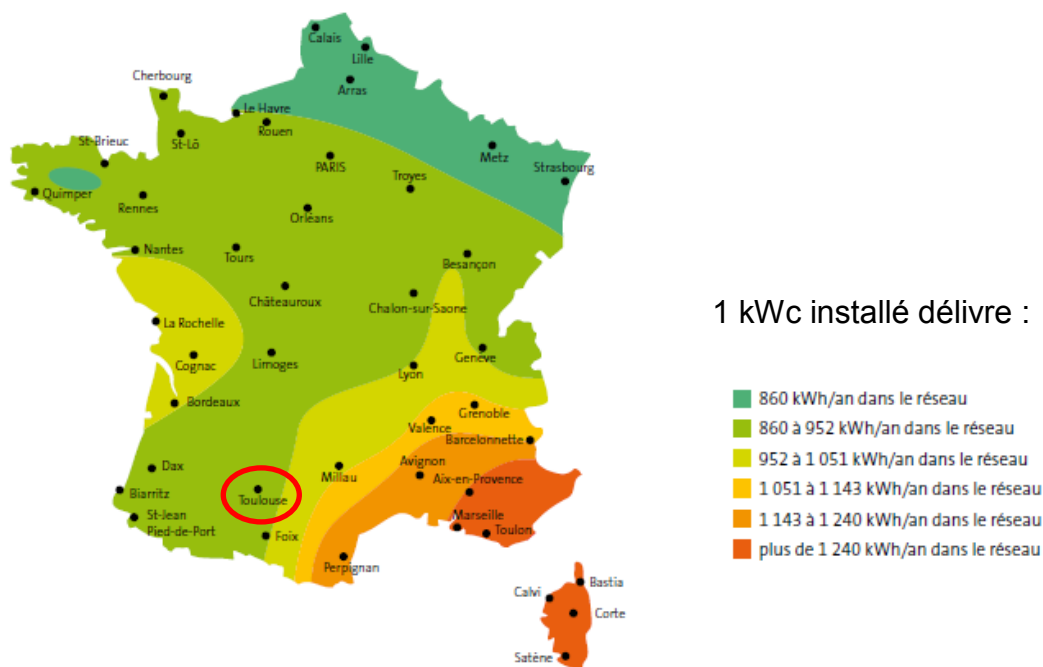 Calais
Lille
Arras
Cherbourg
Le Havre
Rouen
St-Lô
St-Brieuc
PARIS
Metz
Strasbourg
Troyes
Quimper
Rennes
Orléans
Nantes
Tours
Besançon
Châteauroux
Chalon-sur-Saone
La Rochelle
Cognac
Limoges
Genève
Lyon
Bordeaux
Grenoble
Valence
Barcelonnette
Dax
Avignon
Millau
Aix-en-Provence
Biarritz
Toulouse
St-Jean
Pied-de-Port
Marseille
Toulon
Foix
Perpignan
Bastia
Calvi
Corte
Satène
1 kWc installé délivre :
860 kWh/an dans le réseau
860 à 952 kWh/an dans le réseau
952 à 1 051 kWh/an dans le réseau
1 051 à 1 143 kWh/an dans le réseau
1 143 à 1 240 kWh/an dans le réseau
plus de 1 240 kWh/an dans le réseau